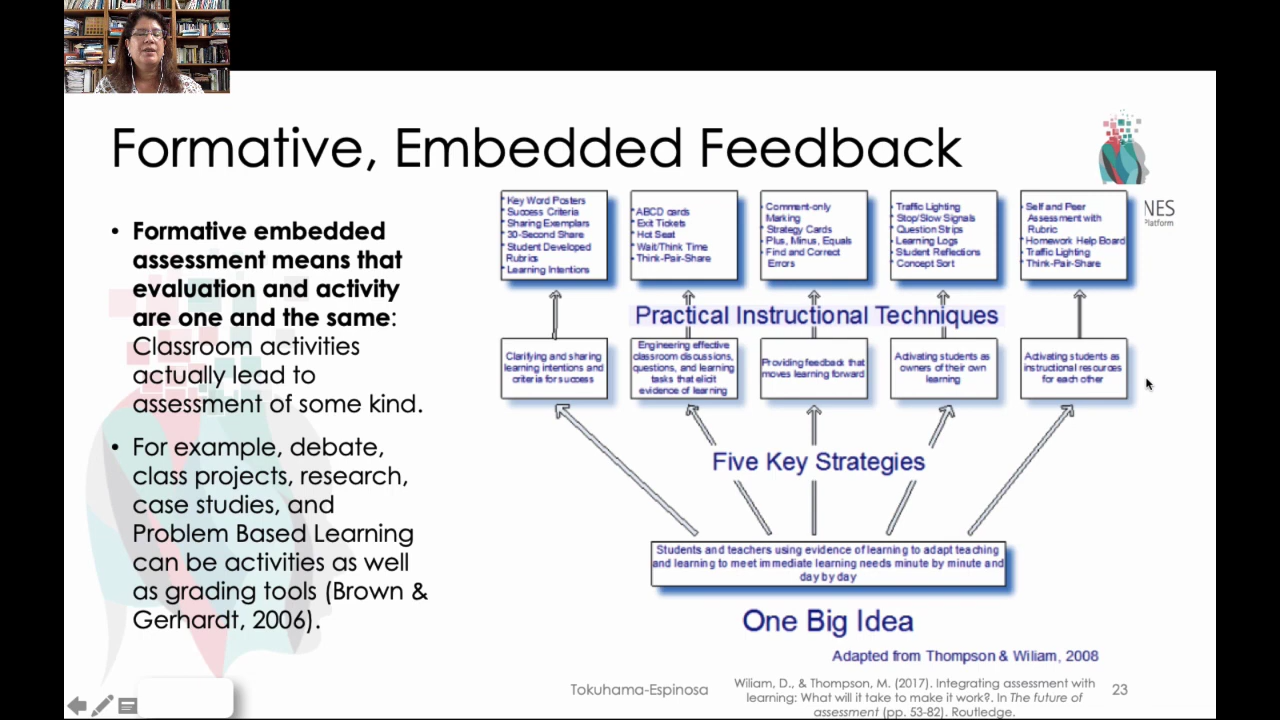 Formative, Embedded Feedback
NES
Platform
• Formative embedded
assessment means that
evaluation and activity
are one and the same:
Classroom activities
actually lead to
assessment of some kind.
• For example, debate,
class projects, research,
case studies, and
Problem Based Learning
can be activities as well
as grading tools (Brown &
Gerhardt, 2006).
* Key Word Posters
* Success Criteria
* Sharing Exemplars
* 30-Second Share
* Student Developed
Rubrics
* Learning Intentions
*ABCD cards
* Exit Tickets
* Hot Seat
* Wait/Think Time
* Think-Pair-Share
Comment-only
Marking
Strategy Cards
Plus, Minus, Equals
Find and Correct
Errors
Traffic Lighting
Stop/Slow Signals
Question Strips
Learning Logs
Student Reflections
Concept Sort
Self and Peer
Assessment with
Rubric
Homework Help Board
Traffic Lighting
Think-Pair-Share
Practical Instructional Techniques
Clarifying and sharing
learning intentions and
criteria for success
Engineering effective
classroom discussions,
questions, and learning
tasks that elicit
evidence of learning
Providing feedback that
moves learning forward
Activating students as
owners of their own
learning
Activating students as
instructional resources
for each other
Five Key Strategies
Students and teachers using evidence of learning to adapt teaching
and learning to meet immediate learning needs minute by minute and
day by day
One Big Idea
Adapted from Thompson & Wiliam, 2008
Tokuhama-Espinosa
Wiliam, D., & Thompson, M. (2017). Integrating assessment with
learning: What will it take to make it work?. In The future of
assessment (pp. 53-82). Routledge.
23